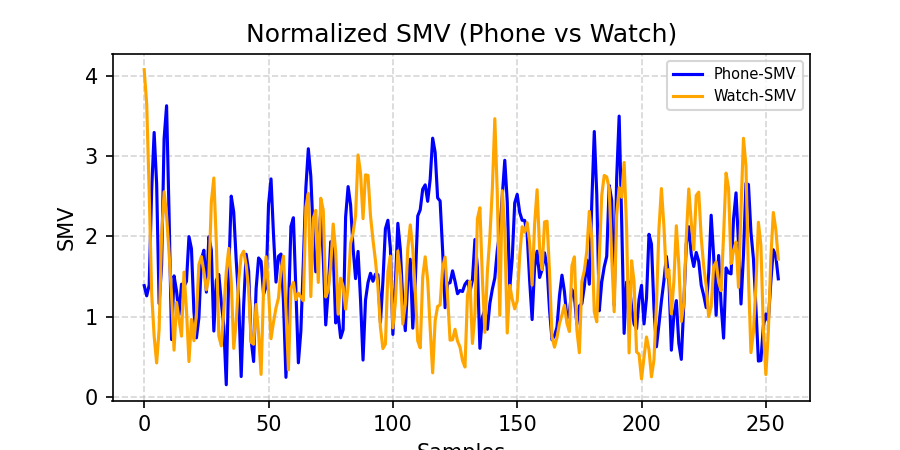 Normalized SMV (Phone vs Watch)
Phone-SMV
Watch-SMV
SMV
4
3
2
1
0
0 50 100 150 200 250
Samples